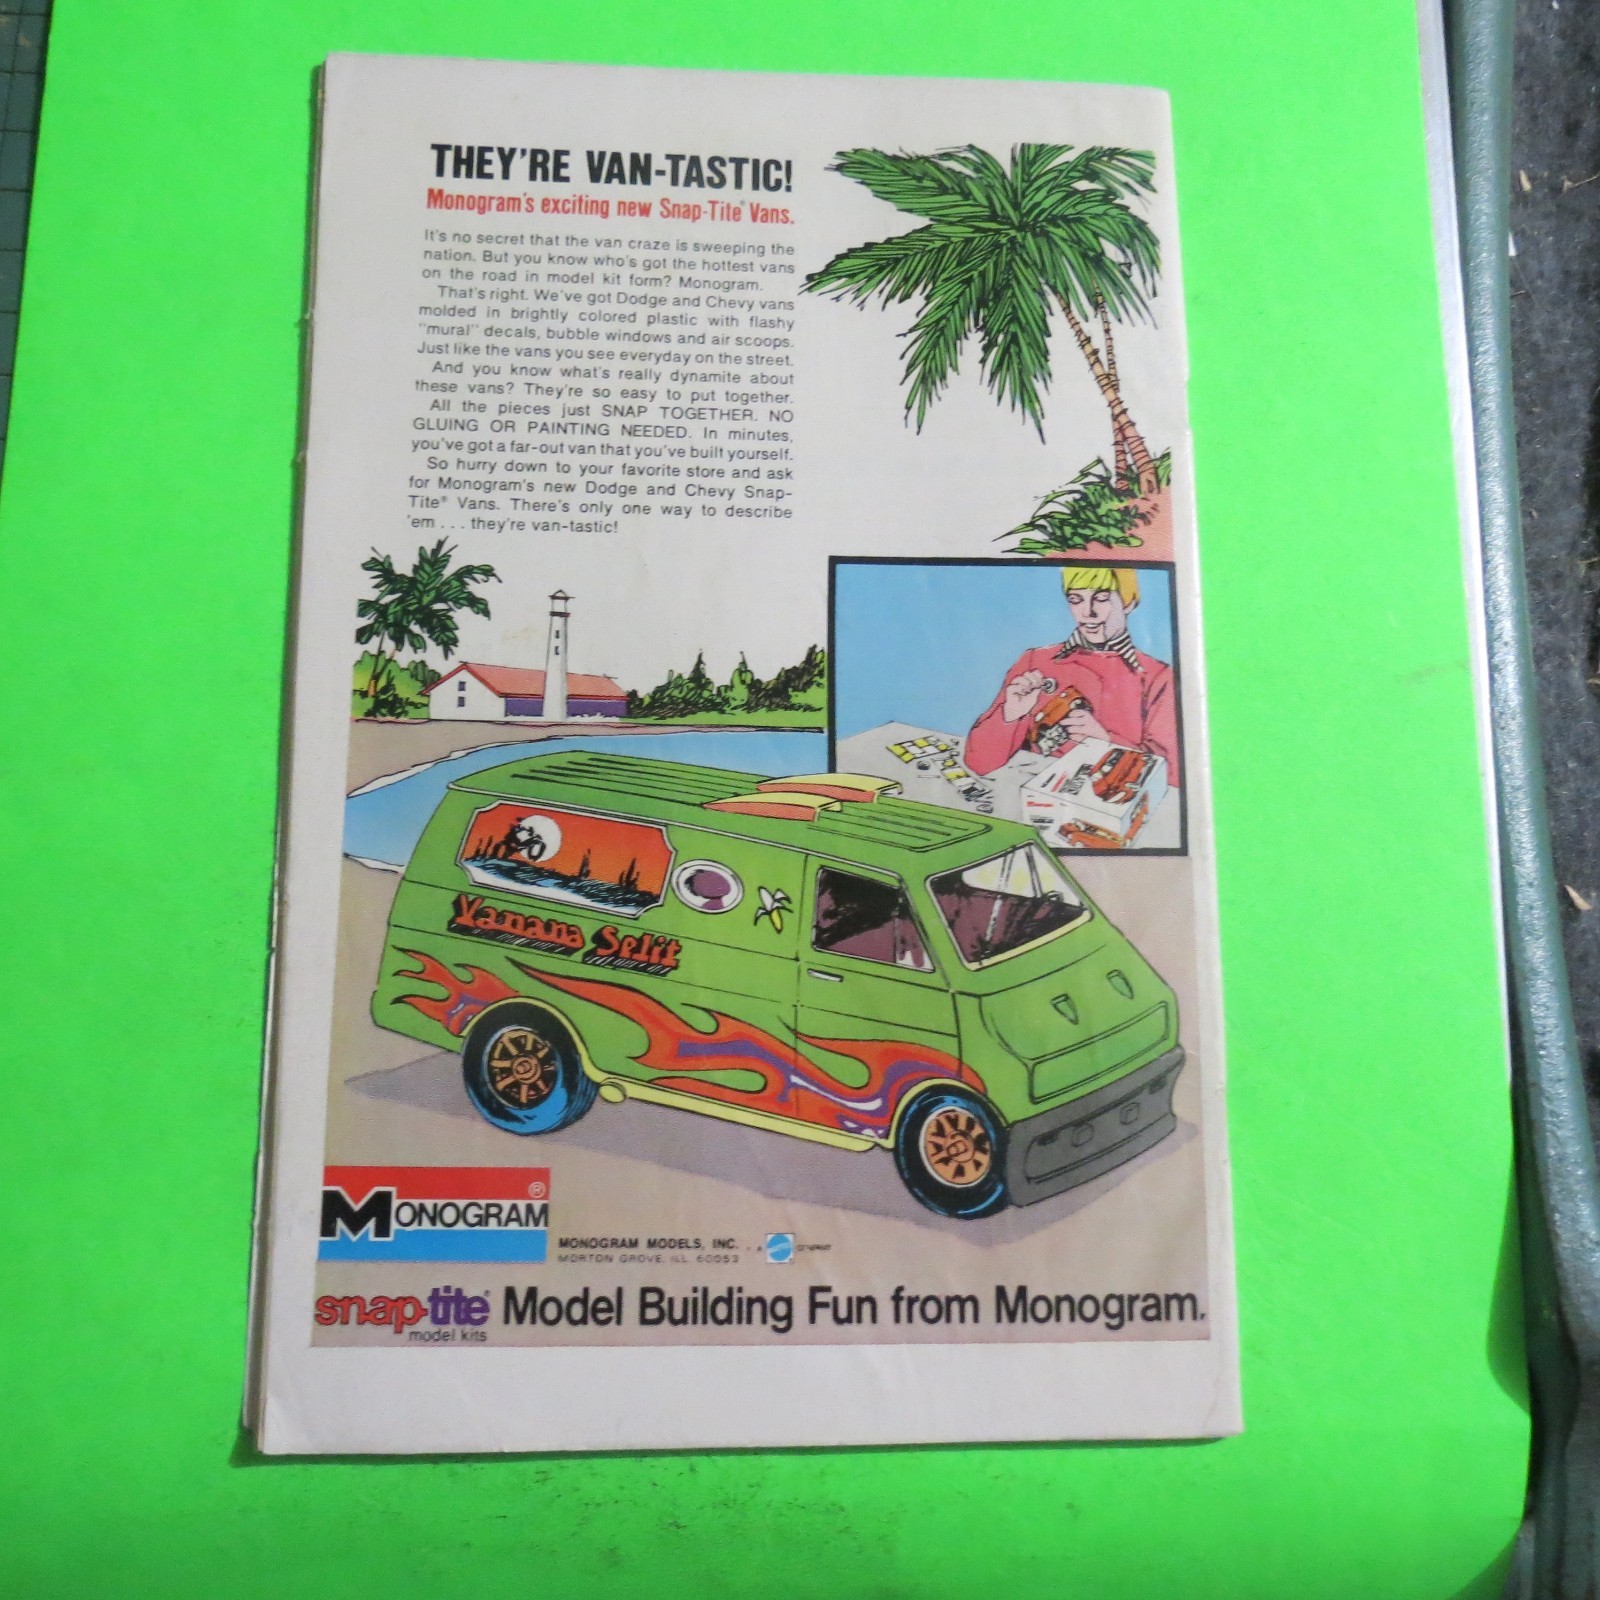 THEY'RE VAN-TASTIC!
Monogram's exciting new Snap-Tite® Vans.
It's no secret that the van craze is sweeping the
nation. But you know who's got the hottest vans
on the road in model kit form? Monogram.
That's right. We've got Dodge and Chevy vans
molded in brightly colored plastic with flashy
"mural" decals, bubble windows and air scoops.
Just like the vans you see everyday on the street.
And you know what's really dynamite about
these vans? They're so easy to put together.
All the pieces just SNAP TOGETHER. NO
GLUING OR PAINTING NEEDED. In minutes,
you've got a far-out van that you've built yourself.
So hurry down to your favorite store and ask
for Monogram's new Dodge and Chevy Snap-
Tite® Vans. There's only one way to describe
'em . . . they're van-tastic!
Vanana Split
MONOGRAM®
MONOGRAM MODELS, INC.
MORTON GROVE, ILL. 60053
snap-tite® Model Building Fun from Monogram.
model kits